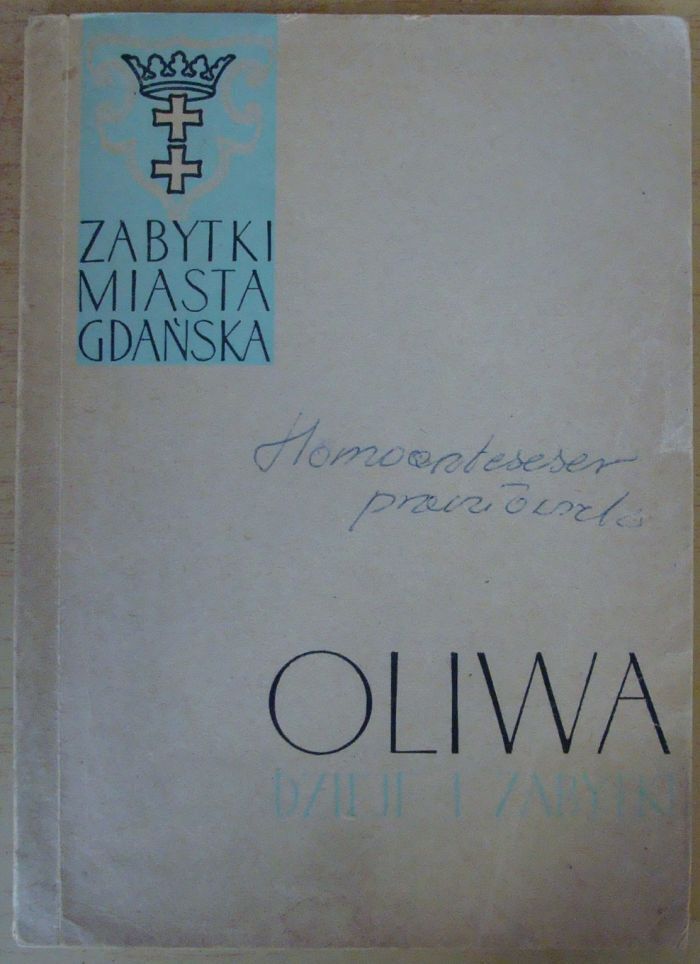 ZABYTKI
MIASTA
GDAŃSKA
OLIWA
DZIEJE I ZABYTKI